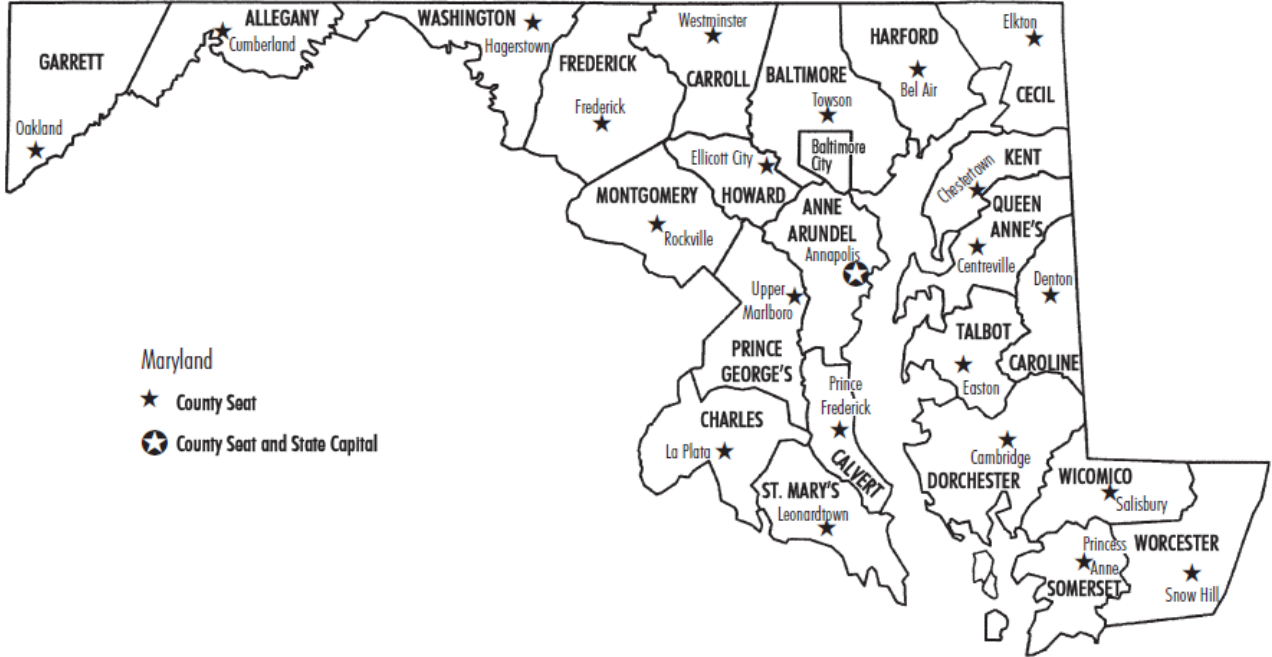 GARRETT
Oakland
ALLEGANY
Cumberland
WASHINGTON
Hagerstown
FREDERICK
Frederick
Westminster
CARROLL
BALTIMORE
Towson
Baltimore
City
HARFORD
Bel Air
Elkton
CECIL
Ellicott City
HOWARD
MONTGOMERY
Rockville
ANNE
ARUNDEL
Annapolis
KENT
Chestertown
QUEEN
ANNE'S
Centreville
Denton
CAROLINE
Upper
Marlboro
PRINCE
GEORGE'S
TALBOT
Easton
Prince
Frederick
CALVERT
CHARLES
La Plata
ST. MARY'S
Leonardtown
Cambridge
DORCHESTER
WICOMICO
Salisbury
Princess
Anne
SOMERSET
WORCESTER
Snow Hill
Maryland
County Seat
County Seat and State Capital